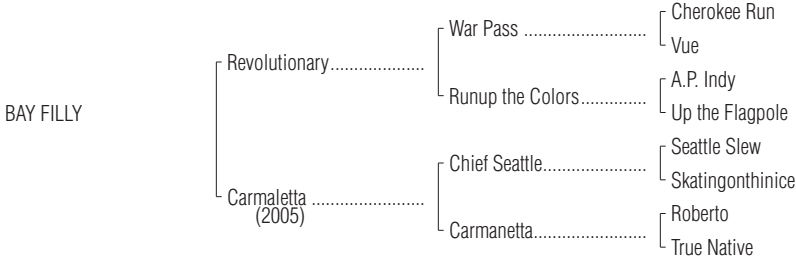 Cherokee Run
War Pass ........................
Vue
Revolutionary...................
A.P. Indy
Runup the Colors.............
Up the Flagpole
BAY FILLY
Seattle Slew
Chief Seattle....................
Skatingonthinice
Carmaletta ......................
(2005)
Roberto
Carmanetta......................
True Native